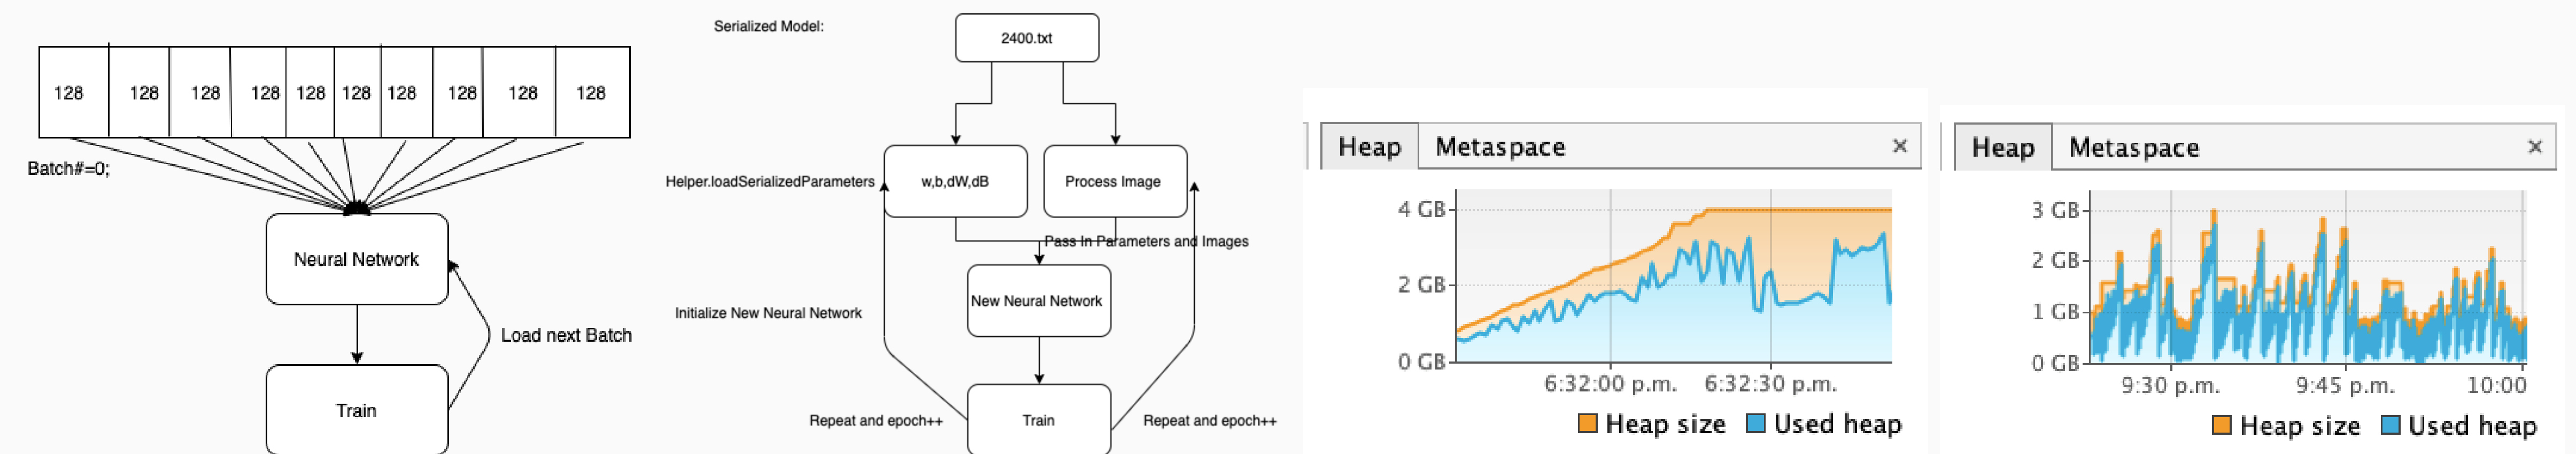 128 128 128 128 128 128 128 128 128 128
Batch#=0;
Neural Network
Load next Batch
Train
Serialized Model:
2400.txt
Helper.loadSerializedParameters
w,b,dW,dB
Process Image
Pass In Parameters and Images
New Neural Network
Initialize New Neural Network
Repeat and epoch++
Train
Repeat and epoch++
Heap Metaspace ×
4 GB
2 GB
0 GB
6:32:00 p.m. 6:32:30 p.m.
Heap size Used heap
Heap Metaspace ×
3 GB
2 GB
1 GB
0 GB
9:30 p.m. 9:45 p.m. 10:00
Heap size Used heap